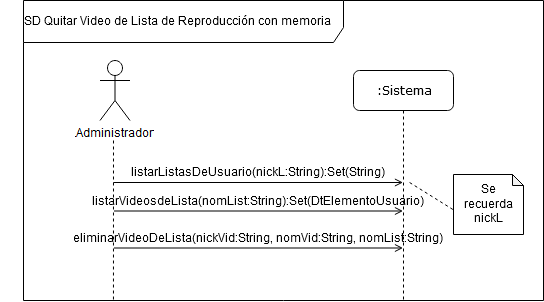 SD Quitar Video de Lista de Reproducción con memoria
:Sistema
Administrador
listarListasDeUsuario(nickL:String):Set(String)
listarVideosdeLista(nomList:String):Set(DtElementoUsuario)
eliminarVideoDeLista(nickVid:String, nomVid:String, nomList:String)
Se
recuerda
nickL